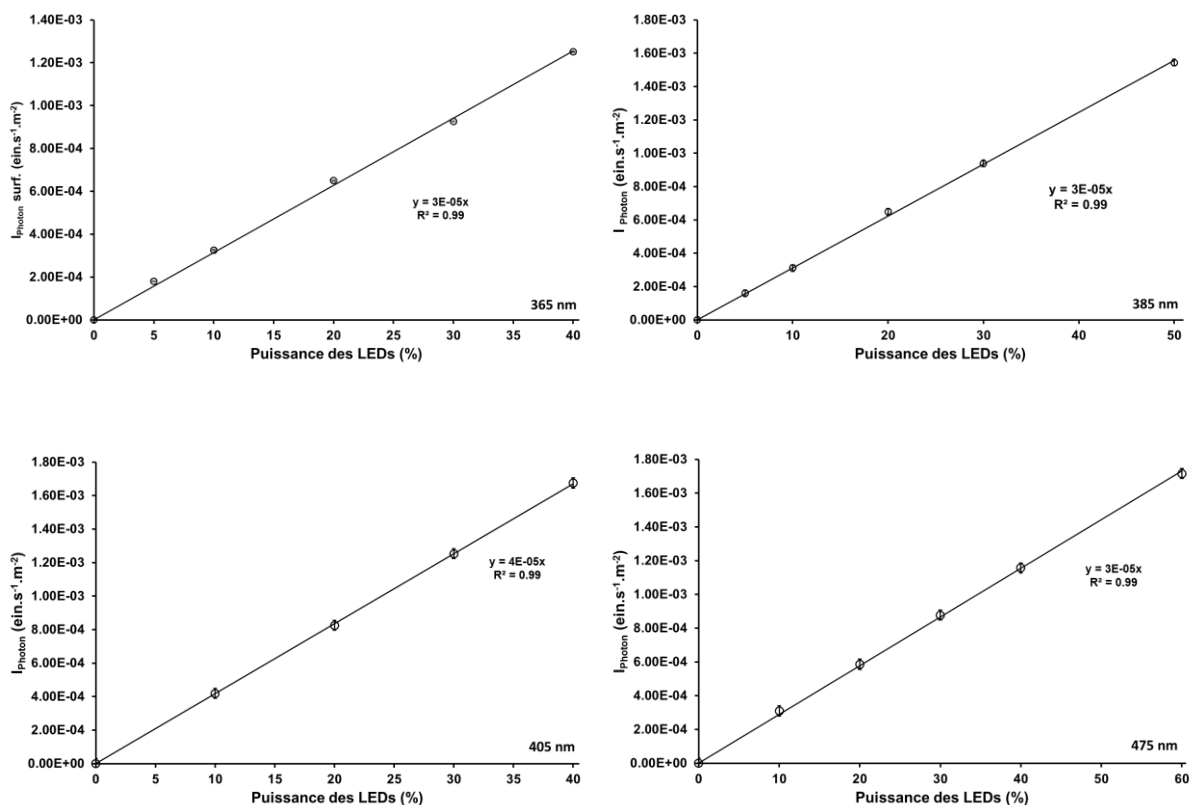 1.40E-03
1.20E-03
1.00E-03
8.00E-04
6.00E-04
4.00E-04
2.00E-04
0.00E+00
I_Photon surf. (ein.s⁻¹.m⁻²)
y = 3E-05x
R² = 0.99
365 nm
0 5 10 15 20 25 30 35 40
Puissance des LEDs (%)
1.80E-03
1.60E-03
1.40E-03
1.20E-03
1.00E-03
8.00E-04
6.00E-04
4.00E-04
2.00E-04
0.00E+00
I_Photon (ein.s⁻¹.m⁻²)
y = 3E-05x
R² = 0.99
385 nm
0 10 20 30 40 50
Puissance des LEDs (%)
1.80E-03
1.60E-03
1.40E-03
1.20E-03
1.00E-03
8.00E-04
6.00E-04
4.00E-04
2.00E-04
0.00E+00
I_Photon (ein.s⁻¹.m⁻²)
y = 4E-05x
R² = 0.99
405 nm
0 5 10 15 20 25 30 35 40
Puissance des LEDs (%)
1.80E-03
1.60E-03
1.40E-03
1.20E-03
1.00E-03
8.00E-04
6.00E-04
4.00E-04
2.00E-04
0.00E+00
I_Photon (ein.s⁻¹.m⁻²)
y = 3E-05x
R² = 0.99
475 nm
0 10 20 30 40 50 60
Puissance des LEDs (%)